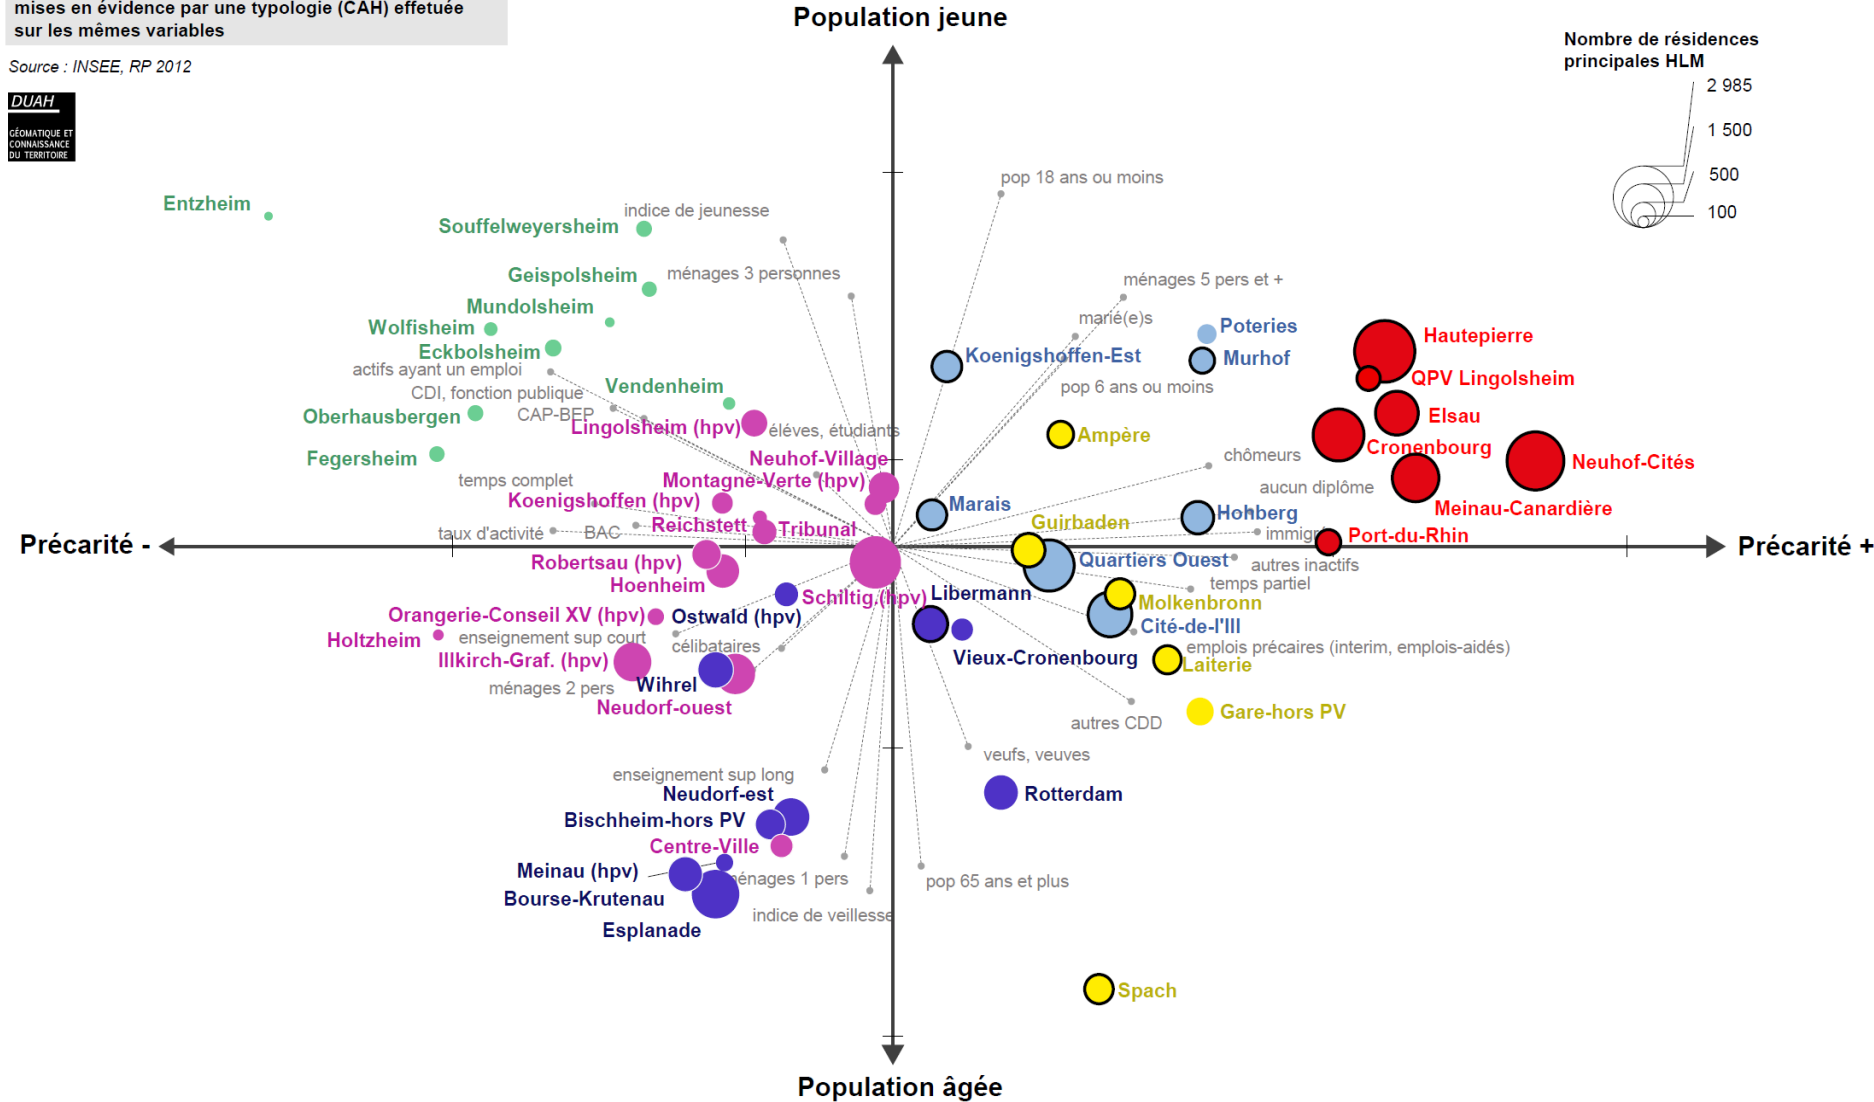 mises en évidence par une typologie (CAH) effetuée
sur les mêmes variables
Source : INSEE, RP 2012
DUAH
GÉOMATIQUE ET
CONNAISSANCE
DU TERRITOIRE
Population jeune
Nombre de résidences
principales HLM
2 985
1 500
500
100
pop 18 ans ou moins
Entzheim
indice de jeunesse
Souffelweyersheim
Geispolsheim
ménages 3 personnes
ménages 5 pers et +
Mundolsheim
marié(e)s
Wolfisheim
Poteries
Hautepierre
Eckbolsheim
Koenigshoffen-Est
Murhof
actifs ayant un emploi
QPV Lingolsheim
CDI, fonction publique
Vendenheim
pop 6 ans ou moins
Oberhausbergen
CAP-BEP
Elsau
Lingolsheim (hpv)
éléves, étudiants
Ampère
Cronenbourg
Fegersheim
Neuhof-Village
chômeurs
Neuhof-Cités
temps complet
Montagne-Verte (hpv)
aucun diplôme
Koenigshoffen (hpv)
Marais
Meinau-Canardière
Hohberg
Reichstett
Tribunal
Guirbaden
taux d'activité
BAC
immigr
Port-du-Rhin
Précarité -
Précarité +
Robertsau (hpv)
Quartiers Ouest
autres inactifs
Hoenheim
temps partiel
Schiltig.(hpv)
Libermann
Molkenbronn
Orangerie-Conseil XV (hpv)
Ostwald (hpv)
Cité-de-l'Ill
Holtzheim
enseignement sup court
célibataires
emplois précaires (interim, emplois-aidés)
Illkirch-Graf. (hpv)
Vieux-Cronenbourg
Laiterie
ménages 2 pers
Wihrel
Neudorf-ouest
Gare-hors PV
autres CDD
veufs, veuves
enseignement sup long
Neudorf-est
Rotterdam
Bischheim-hors PV
Centre-Ville
Meinau (hpv)
ménages 1 pers
pop 65 ans et plus
Bourse-Krutenau
indice de veillesse
Esplanade
Spach
Population âgée